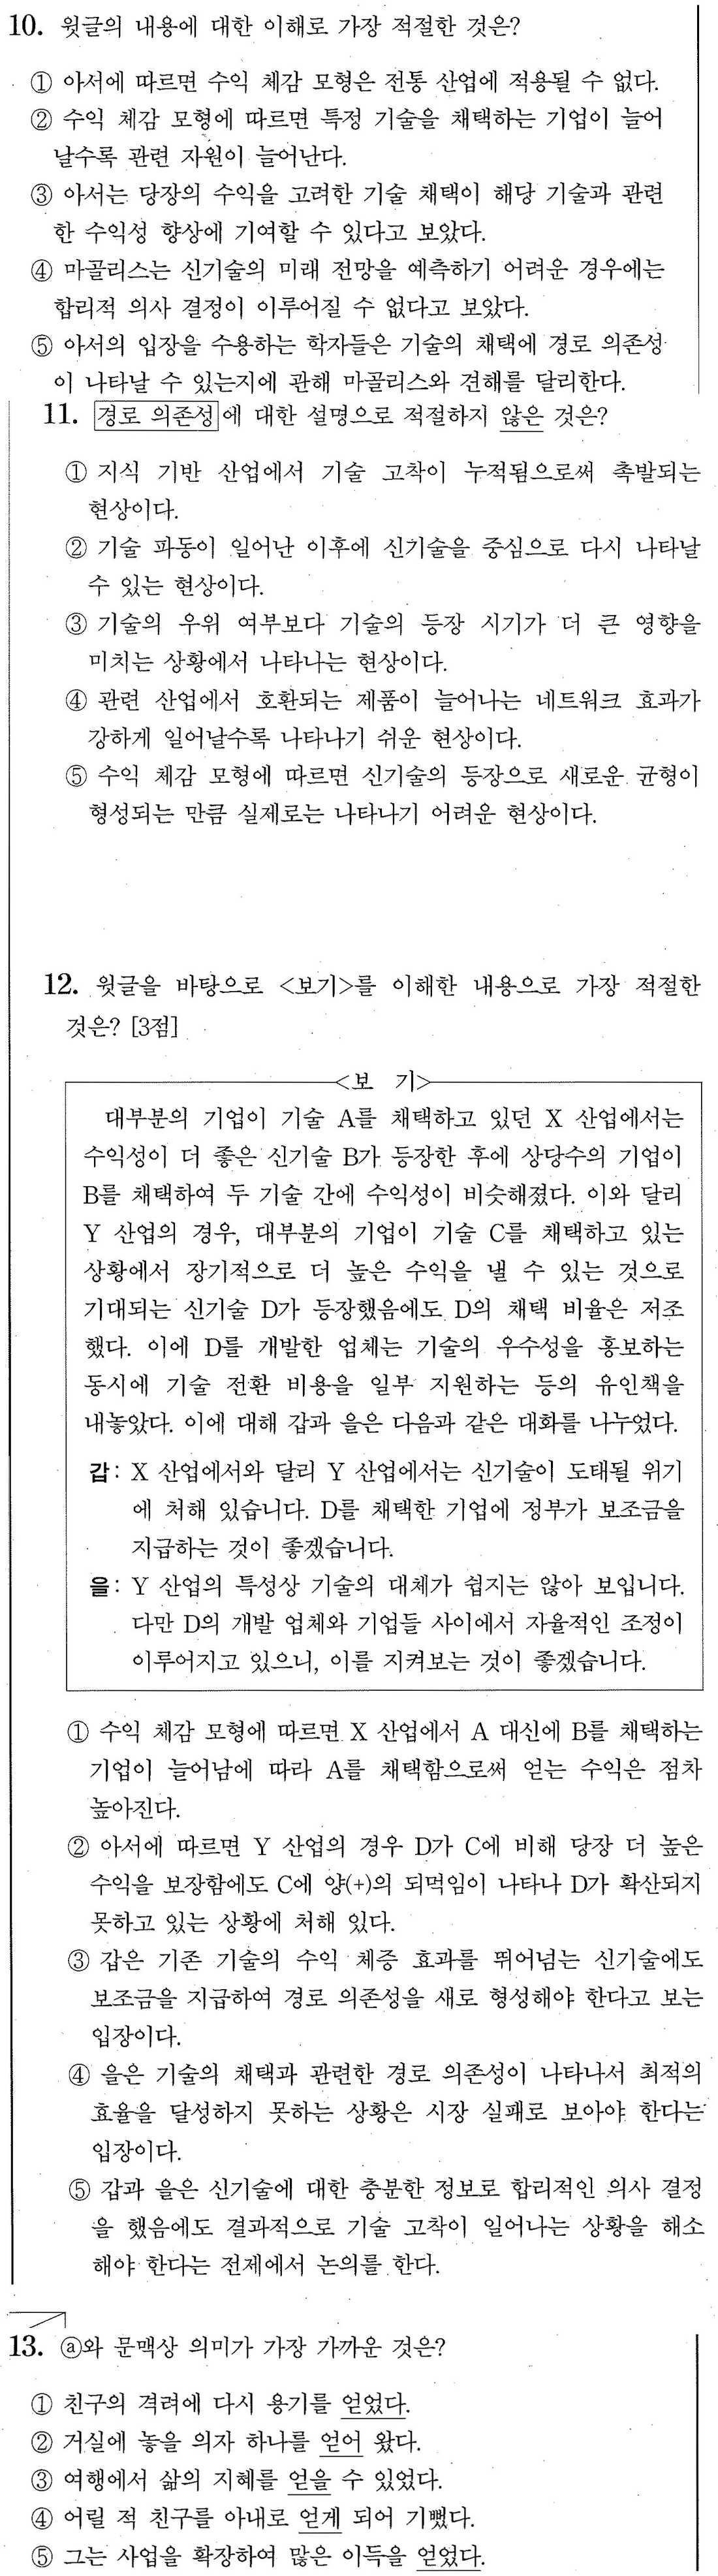 10. 윗글의 내용에 대한 이해로 가장 적절한 것은?
① 아서에 따르면 수익 체감 모형은 전통 산업에 적용될 수 없다.
② 수익 체감 모형에 따르면 특정 기술을 채택하는 기업이 늘어
날수록 관련 자원이 늘어난다.
③ 아서는 당장의 수익을 고려한 기술 채택이 해당 기술과 관련
한 수익성 향상에 기여할 수 있다고 보았다.
④ 마골리스는 신기술의 미래 전망을 예측하기 어려운 경우에는
합리적 의사 결정이 이루어질 수 없다고 보았다.
⑤ 아서의 입장을 수용하는 학자들은 기술의 채택에 경로 의존성
이 나타날 수 있는지에 관해 마골리스와 견해를 달리한다.
11. 경로 의존성에 대한 설명으로 적절하지 않은 것은?
① 지식 기반 산업에서 기술 고착이 누적됨으로써 촉발되는
현상이다.
② 기술 파동이 일어난 이후에 신기술을 중심으로 다시 나타날
수 있는 현상이다.
③ 기술의 우위 여부보다 기술의 등장 시기가 더 큰 영향을
미치는 상황에서 나타나는 현상이다.
④ 관련 산업에서 호환되는 제품이 늘어나는 네트워크 효과가
강하게 일어날수록 나타나기 쉬운 현상이다.
⑤ 수익 체감 모형에 따르면 신기술의 등장으로 새로운 균형이
형성되는 만큼 실제로는 나타나기 어려운 현상이다.
12. 윗글을 바탕으로 <보기>를 이해한 내용으로 가장 적절한
것은? [3점]
<보 기>
대부분의 기업이 기술 A를 채택하고 있던 X 산업에서는
수익성이 더 좋은 신기술 B가 등장한 후에 상당수의 기업이
B를 채택하여 두 기술 간에 수익성이 비슷해졌다. 이와 달리
Y 산업의 경우, 대부분의 기업이 기술 C를 채택하고 있는
상황에서 장기적으로 더 높은 수익을 낼 수 있는 것으로
기대되는 신기술 D가 등장했음에도 D의 채택 비율은 저조
했다. 이에 D를 개발한 업체는 기술의 우수성을 홍보하는
동시에 기술 전환 비용을 일부 지원하는 등의 유인책을
내놓았다. 이에 대해 갑과 을은 다음과 같은 대화를 나누었다.
갑: X 산업에서와 달리 Y 산업에서는 신기술이 도태될 위기
에 처해 있습니다. D를 채택한 기업에 정부가 보조금을
지급하는 것이 좋겠습니다.
을: Y 산업의 특성상 기술의 대체가 쉽지는 않아 보입니다.
다만 D의 개발 업체와 기업들 사이에서 자율적인 조정이
이루어지고 있으니, 이를 지켜보는 것이 좋겠습니다.
① 수익 체감 모형에 따르면 X 산업에서 A 대신에 B를 채택하는
기업이 늘어남에 따라 A를 채택함으로써 얻는 수익은 점차
높아진다.
② 아서에 따르면 Y 산업의 경우 D가 C에 비해 당장 더 높은
수익을 보장함에도 C에 양(+)의 되먹임이 나타나 D가 확산되지
못하고 있는 상황에 처해 있다.
③ 갑은 기존 기술의 수익 체증 효과를 뛰어넘는 신기술에도
보조금을 지급하여 경로 의존성을 새로 형성해야 한다고 보는
입장이다.
④ 을은 기술의 채택과 관련한 경로 의존성이 나타나서 최적의
효율을 달성하지 못하는 상황은 시장 실패로 보아야 한다는
입장이다.
⑤ 갑과 을은 신기술에 대한 충분한 정보로 합리적인 의사 결정
을 했음에도 결과적으로 기술 고착이 일어나는 상황을 해소
해야 한다는 전제에서 논의를 한다.
13. ⓐ와 문맥상 의미가 가장 가까운 것은?
① 친구의 격려에 다시 용기를 얻었다.
② 거실에 놓을 의자 하나를 얻어 왔다.
③ 여행에서 삶의 지혜를 얻을 수 있었다.
④ 어릴 적 친구를 아내로 얻게 되어 기뻤다.
⑤ 그는 사업을 확장하여 많은 이득을 얻었다.